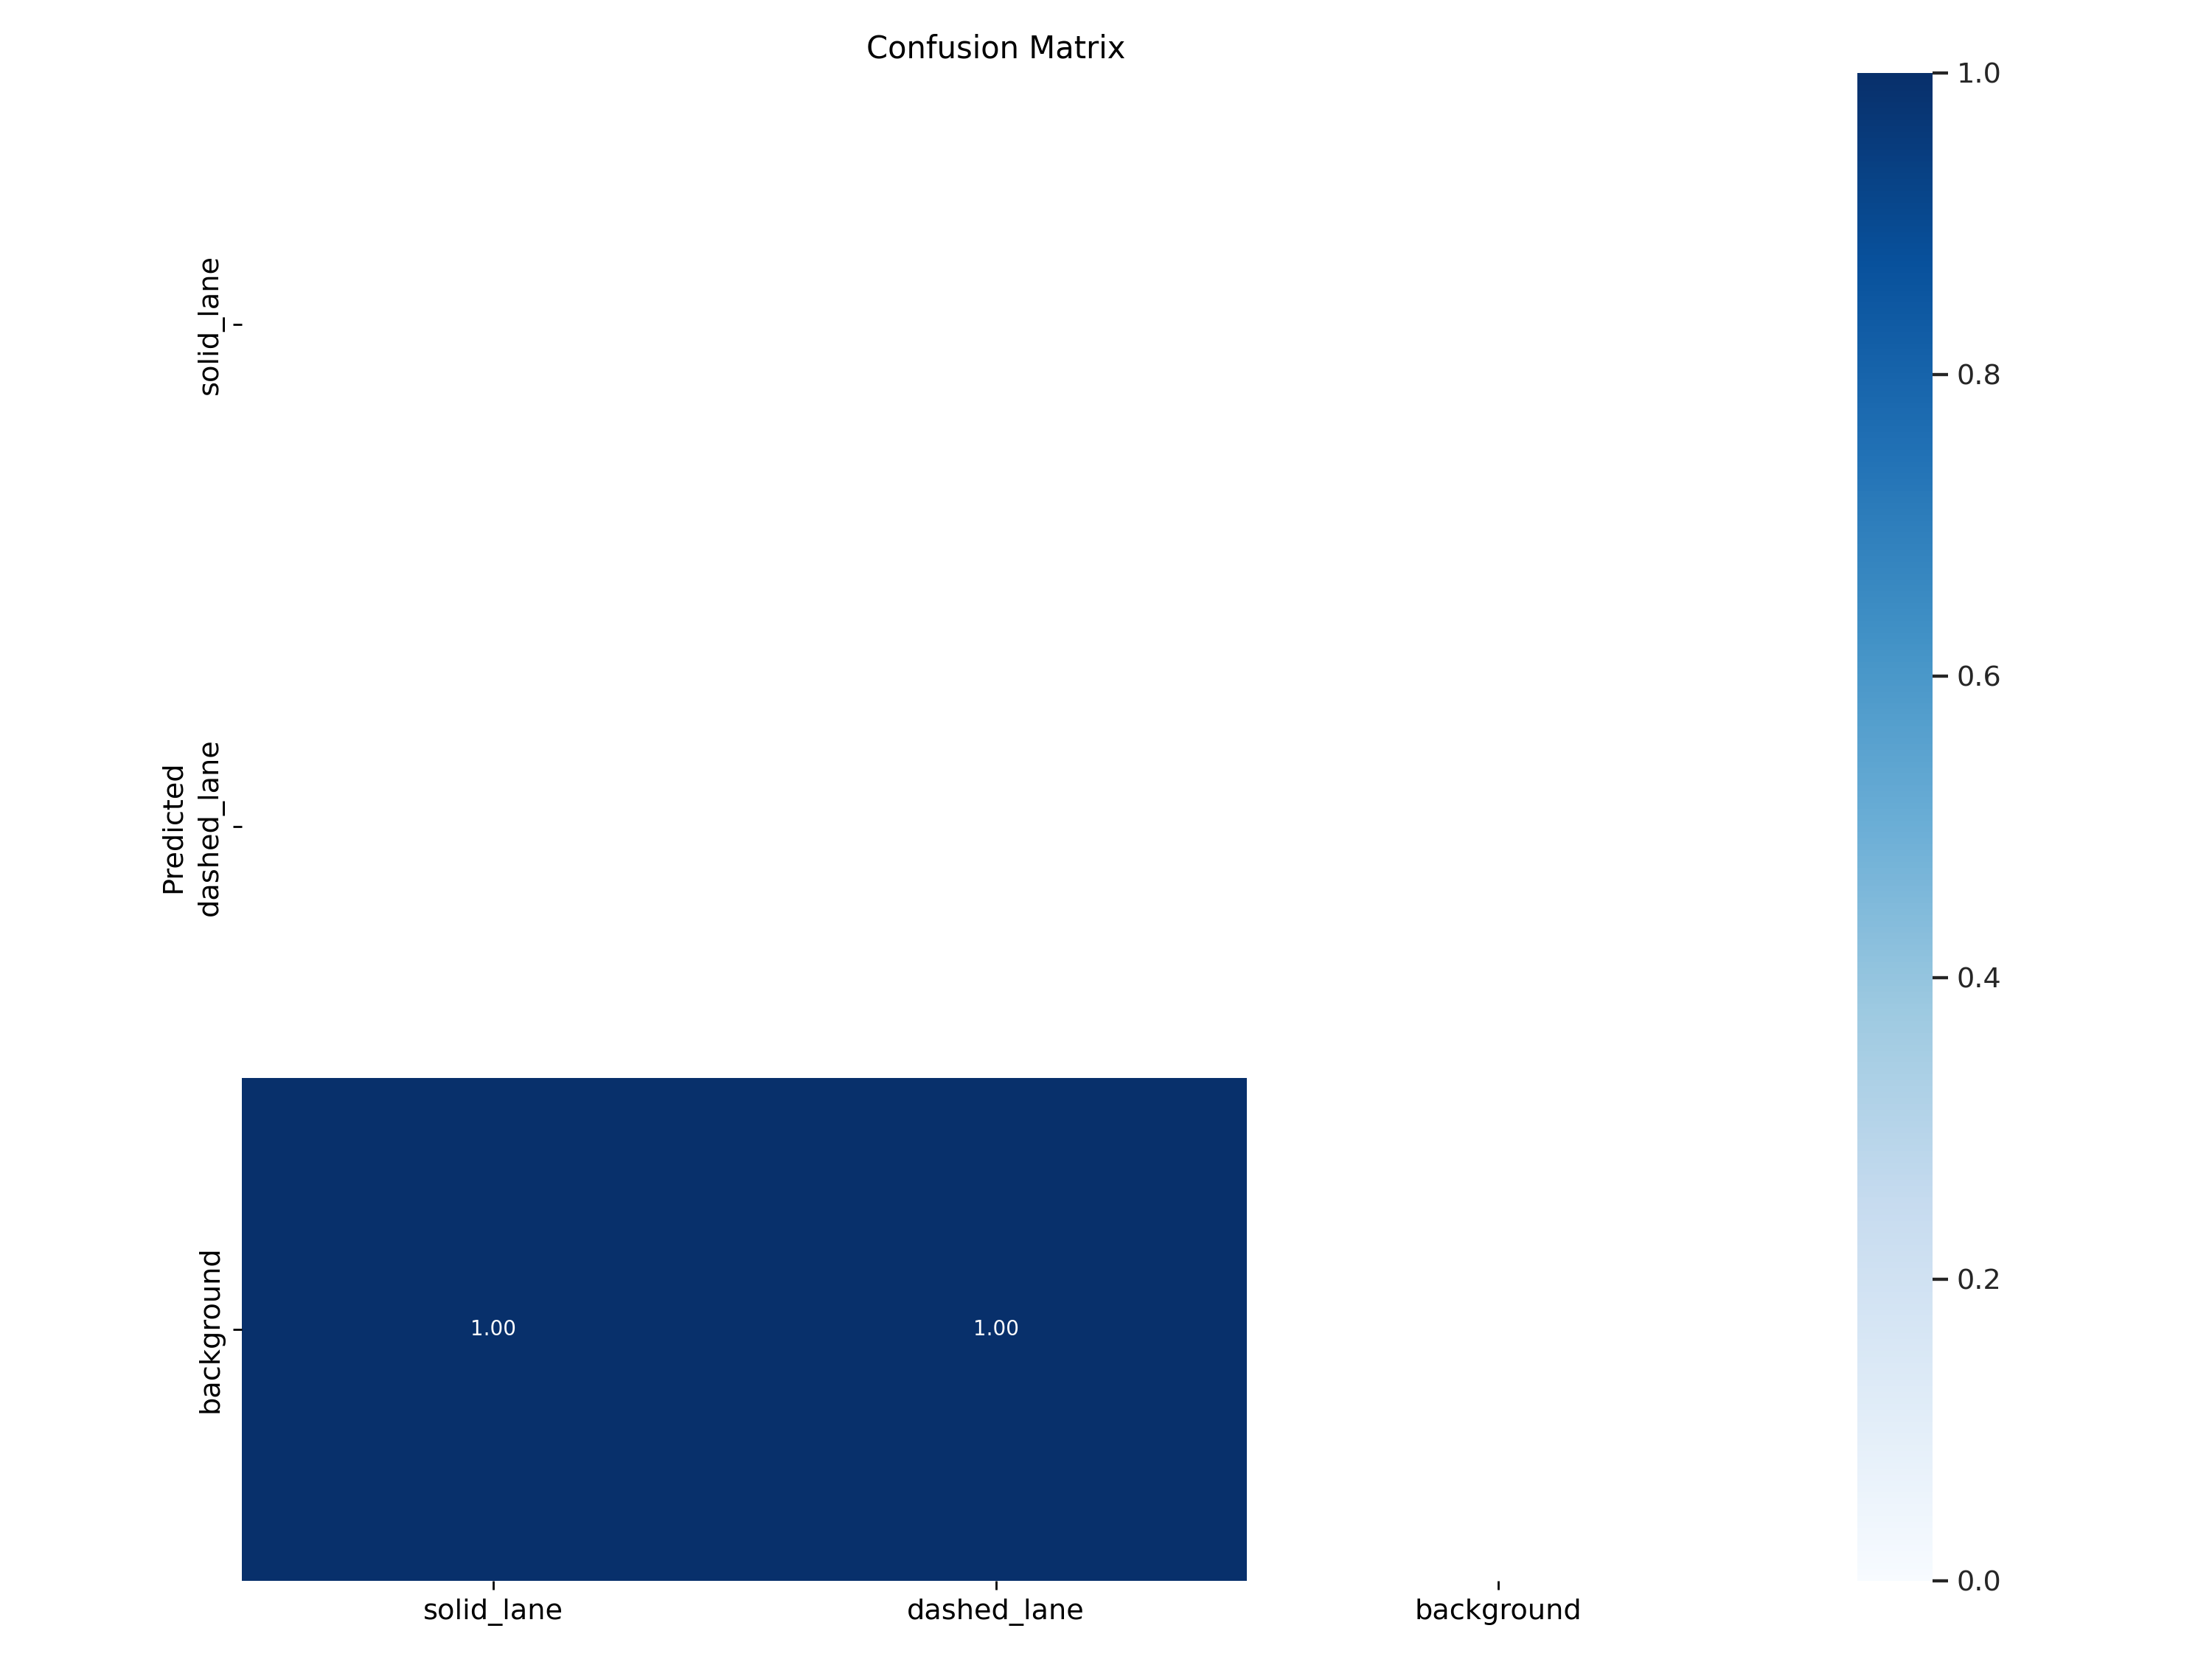 Confusion Matrix
solid_lane
Predicted
dashed_lane
background
1.00
1.00
solid_lane
dashed_lane
background
1.0
0.8
0.6
0.4
0.2
0.0